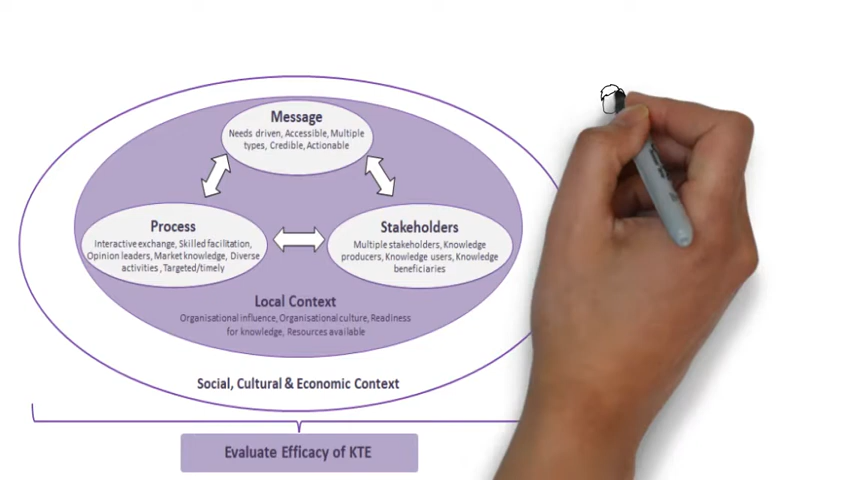 Message
Needs driven, Accessible, Multiple
types, Credible, Actionable
Process
Interactive exchange, Skilled facilitation,
Opinion leaders, Market knowledge, Diverse
activities , Targeted/timely
Stakeholders
Multiple stakeholders, Knowledge
producers, Knowledge users, Knowledge
beneficiaries
Local Context
Organisational influence, Organisational culture, Readiness
for knowledge, Resources available
Social, Cultural & Economic Context
Evaluate Efficacy of KTE